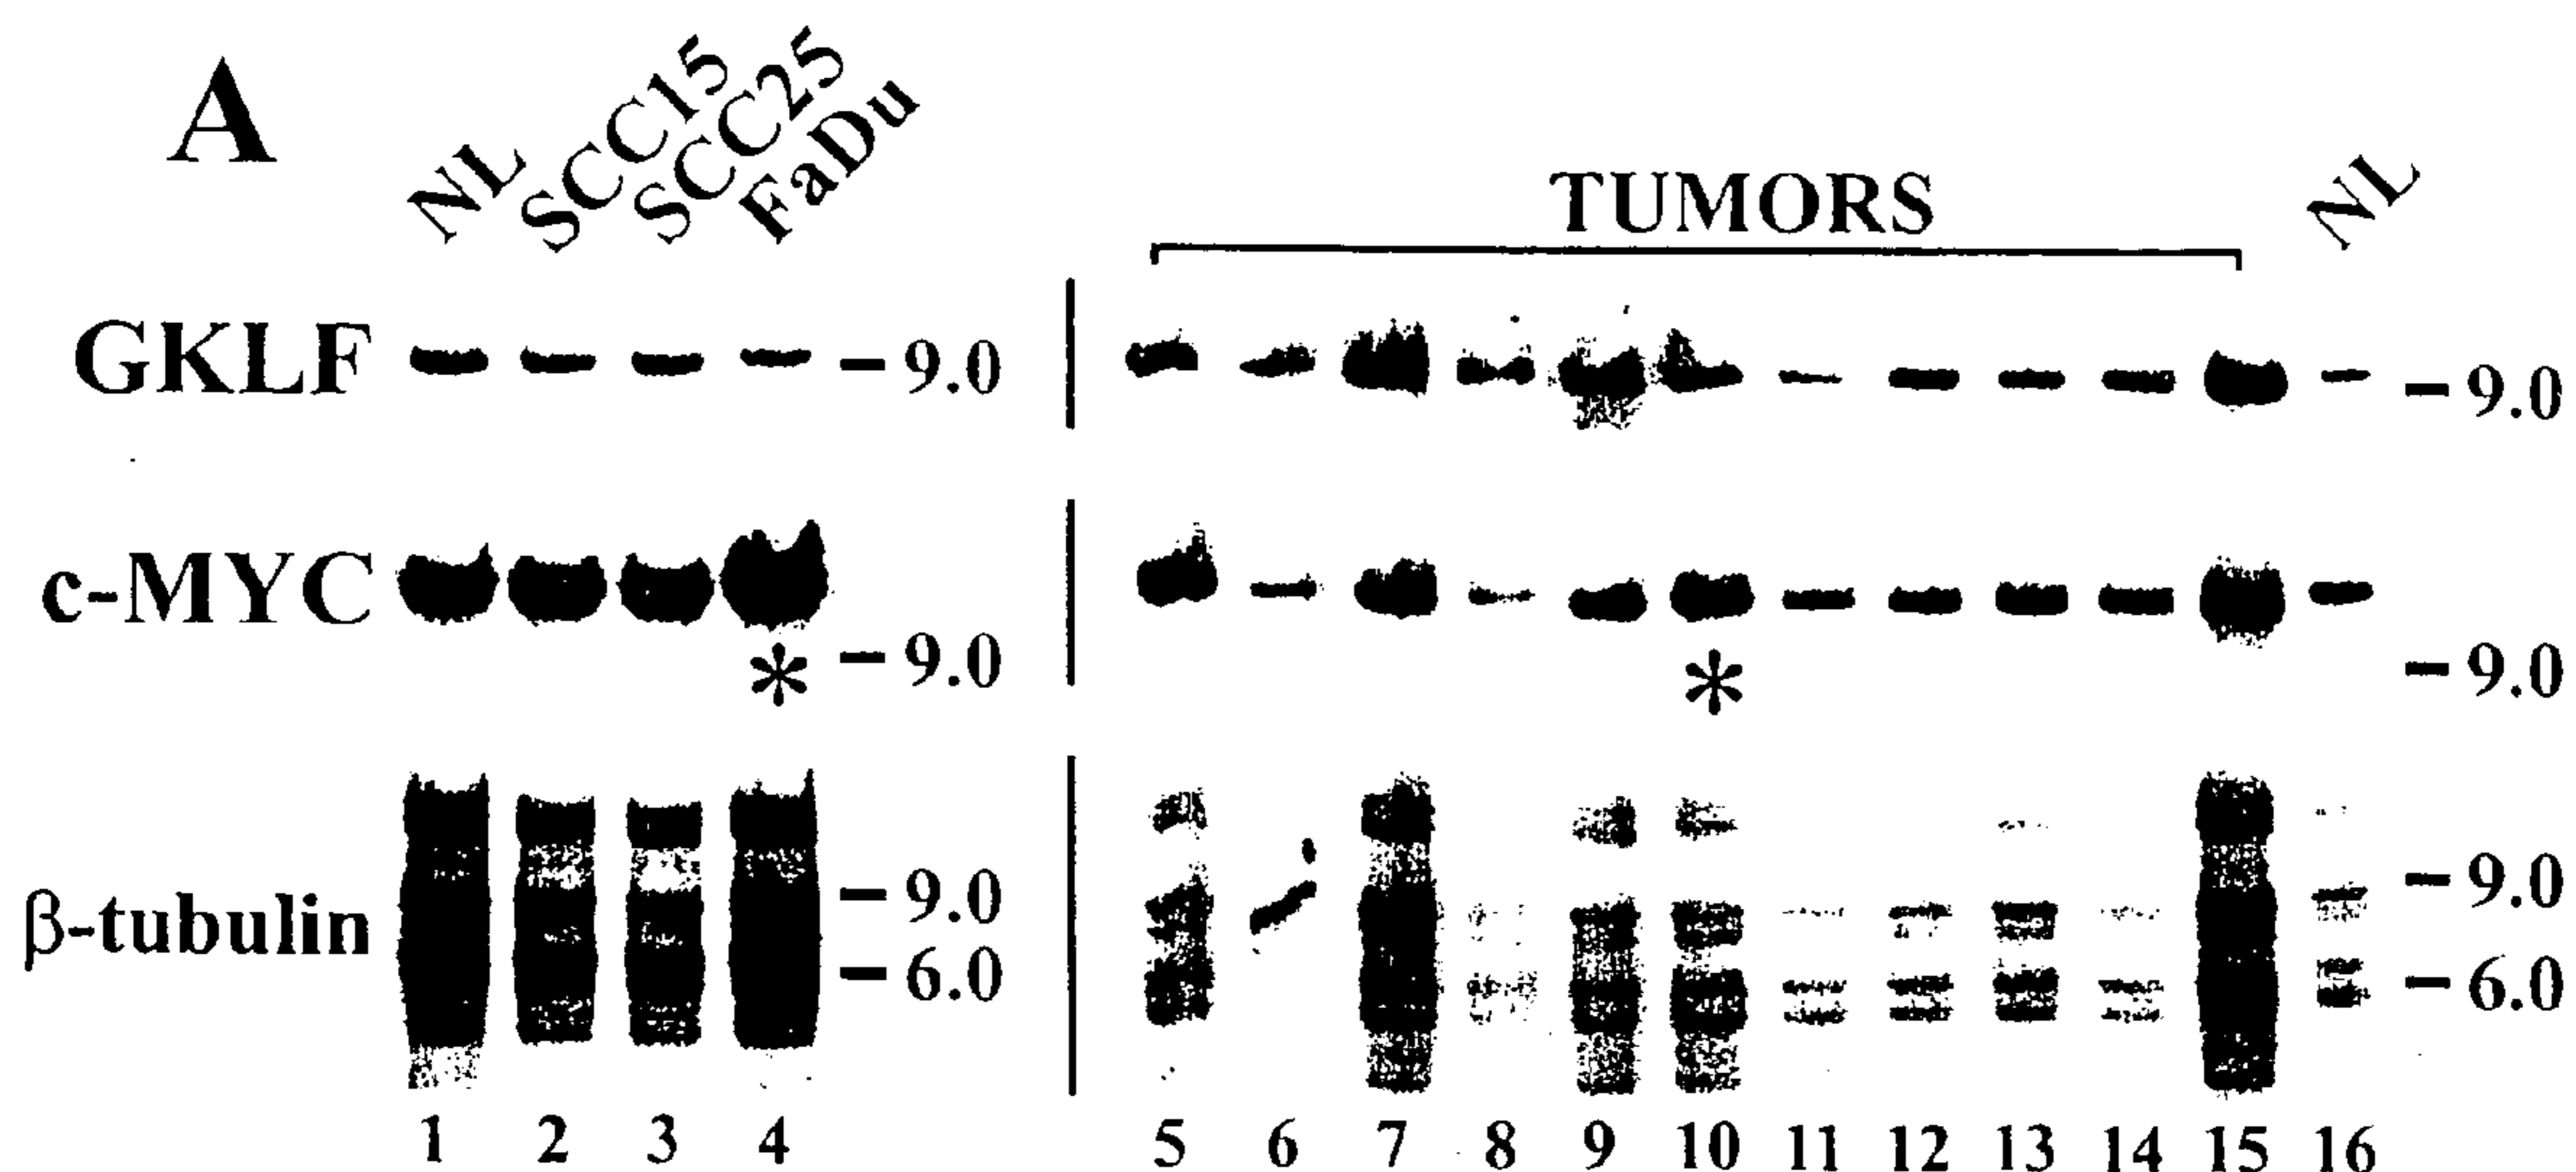 A
NL SCC15 SCC25 FaDu
TUMORS NL
GKLF - 9.0 - 9.0
c-MYC - 9.0 - 9.0
* *
β-tubulin - 9.0 - 9.0
- 6.0 - 6.0
1 2 3 4 5 6 7 8 9 10 11 12 13 14 15 16